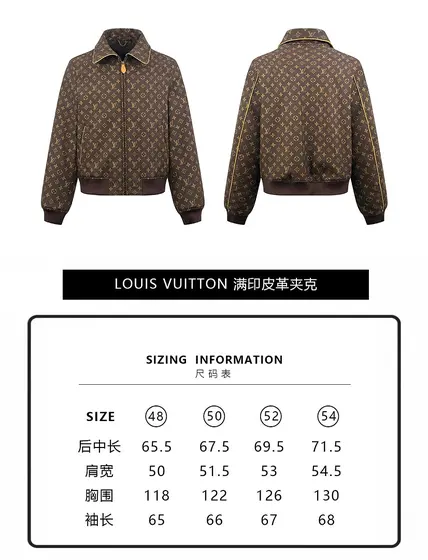 LOUIS VUITTON 满印皮革夹克
SIZING INFORMATION
尺码表
SIZE 48 50 52 54
后中长 65.5 67.5 69.5 71.5
肩宽 50 51.5 53 54.5
胸围 118 122 126 130
袖长 65 66 67 68